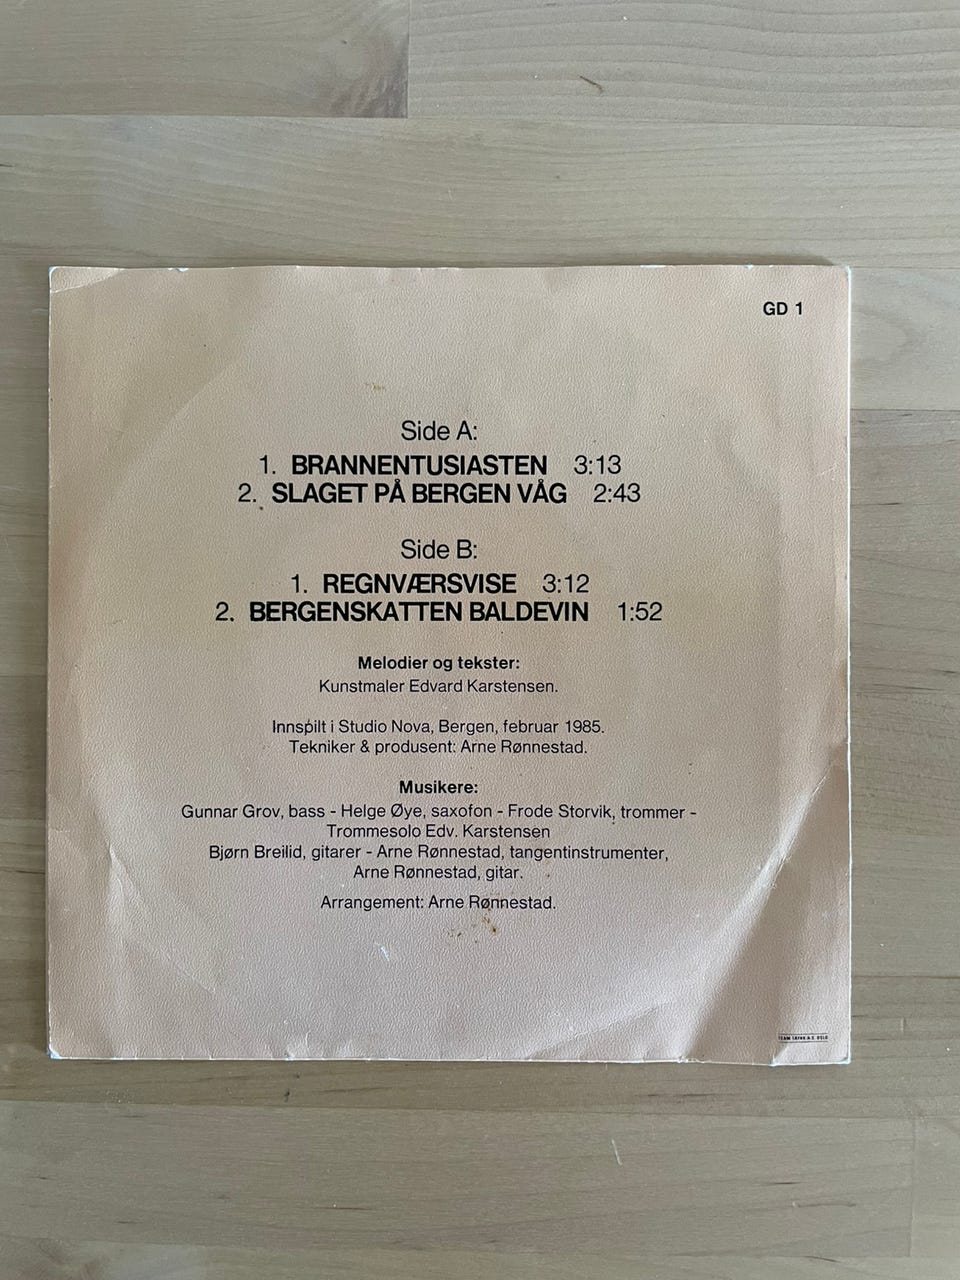 GD 1
Side A:
1. BRANNENTUSIASTEN 3:13
2. SLAGET PÅ BERGEN VÅG 2:43
Side B:
1. REGNVÆRSVISE 3:12
2. BERGENSKATTEN BALDEVIN 1:52
Melodier og tekster:
Kunstmaler Edvard Karstensen.
Innspilt i Studio Nova, Bergen, februar 1985.
Tekniker & produsent: Arne Rønnestad.
Musikere:
Gunnar Grov, bass - Helge Øye, saxofon - Frode Storvik, trommer -
Trommesolo Edv. Karstensen
Bjørn Breilid, gitarer - Arne Rønnestad, tangentinstrumenter,
Arne Rønnestad, gitar.
Arrangement: Arne Rønnestad.
TEAM A.S. OSLO